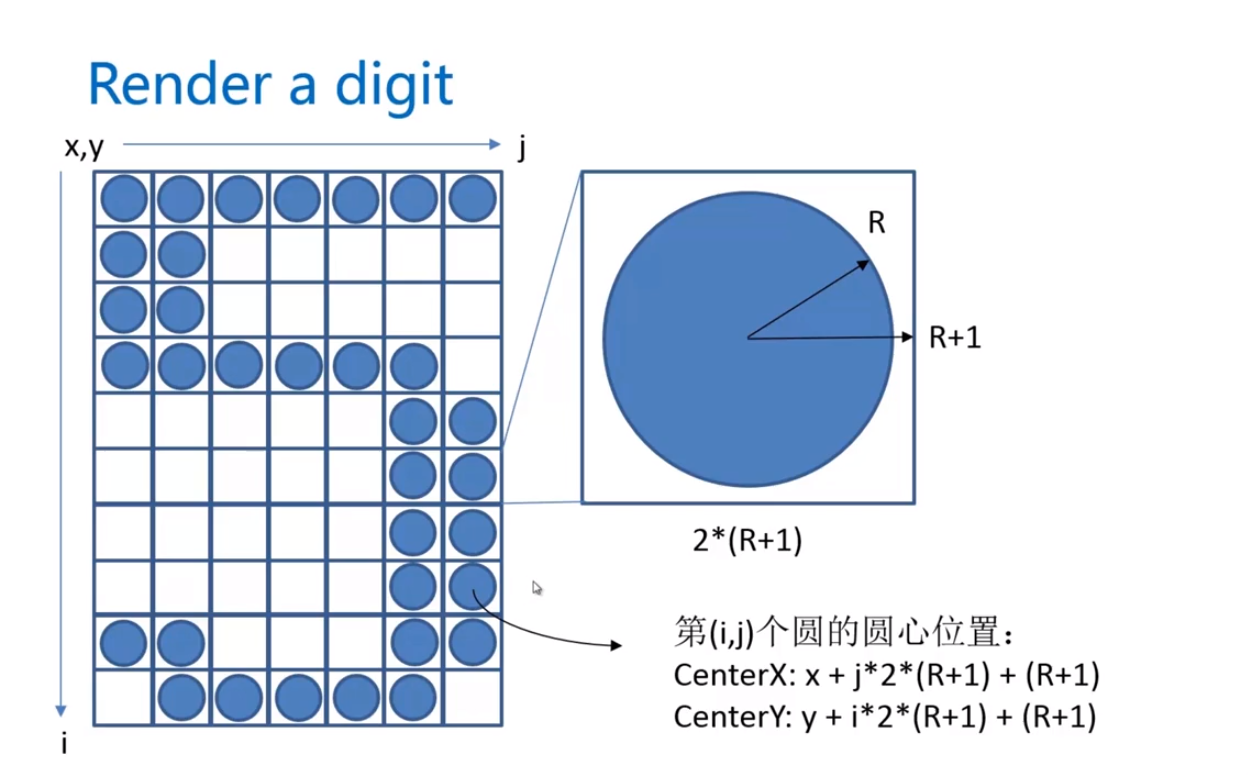 Render a digit
x,y
j
R
R+1
2*(R+1)
第(i,j)个圆的圆心位置：
CenterX: x + j*2*(R+1) + (R+1)
CenterY: y + i*2*(R+1) + (R+1)
i